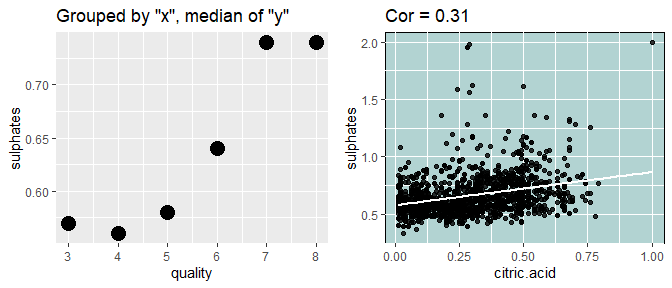 Grouped by "x", median of "y"
0.70
0.65
0.60
sulphates
3 4 5 6 7 8
quality
Cor = 0.31
2.0
1.5
1.0
0.5
sulphates
0.00 0.25 0.50 0.75 1.00
citric.acid